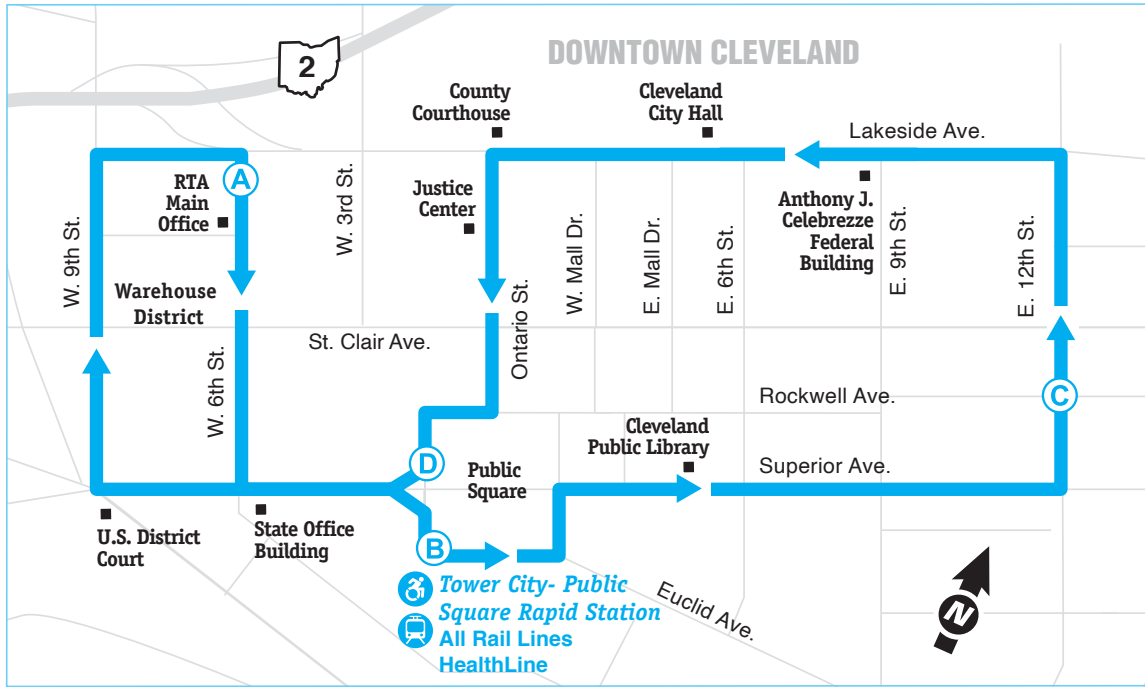 2
DOWNTOWN CLEVELAND
County
Courthouse
Cleveland
City Hall
Lakeside Ave.
A
RTA
Main
Office
W. 3rd St.
Justice
Center
Anthony J.
Celebrezze
Federal
Building
W. 9th St.
W. Mall Dr.
E. Mall Dr.
E. 6th St.
E. 9th St.
E. 12th St.
Warehouse
District
Ontario St.
St. Clair Ave.
W. 6th St.
Rockwell Ave.
C
Cleveland
Public Library
D
Public
Square
Superior Ave.
U.S. District
Court
State Office
Building
B
Tower City- Public
Square Rapid Station
All Rail Lines
HealthLine
Euclid Ave.
N